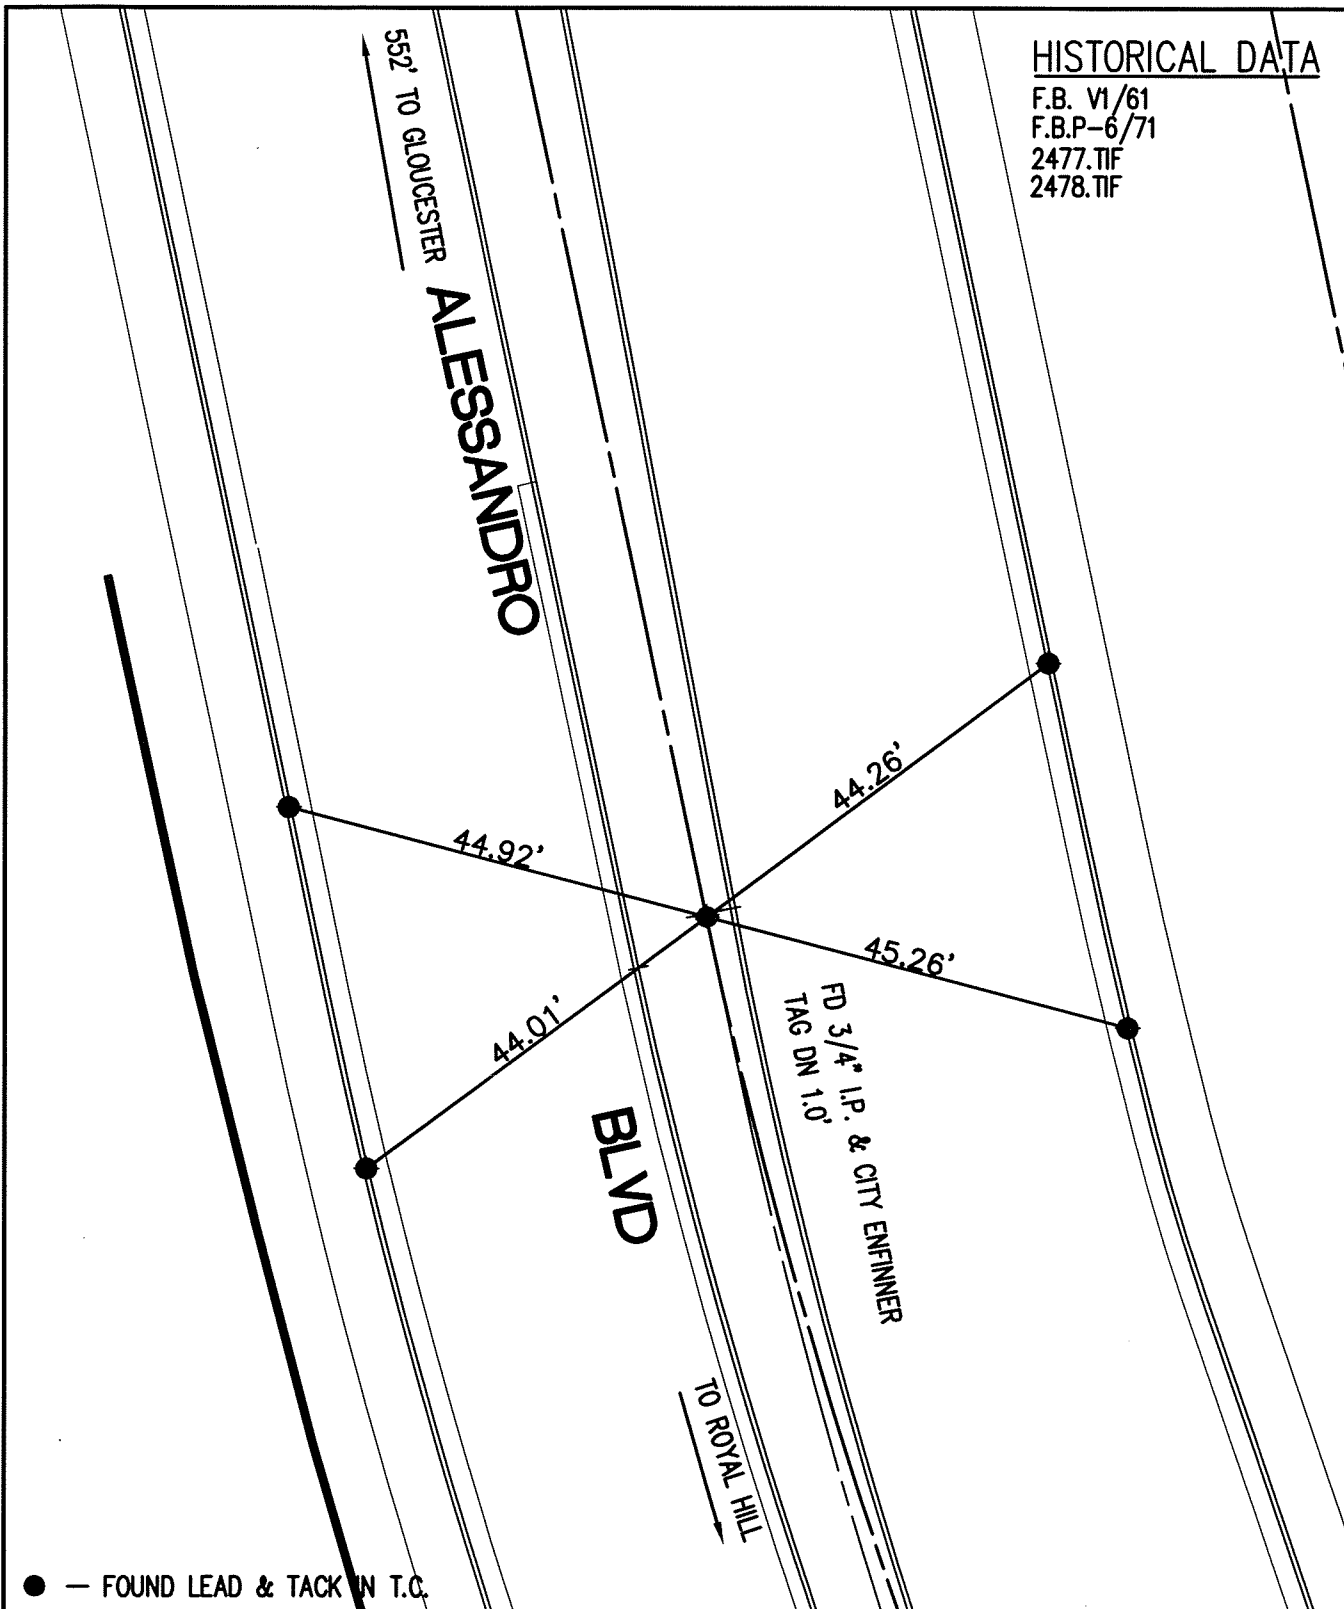 HISTORICAL DATA
F.B. V1/61
F.B.P-6/71
2477.TIF
2478.TIF
552' TO GLOUCESTER
ALESSANDRO
44.26'
44.92'
45.26'
44.01'
FD 3/4" I.P. & CITY ENFINNER
TAG DN 1.0'
BLVD
TO ROYAL HILL
— FOUND LEAD & TACK IN T.C.